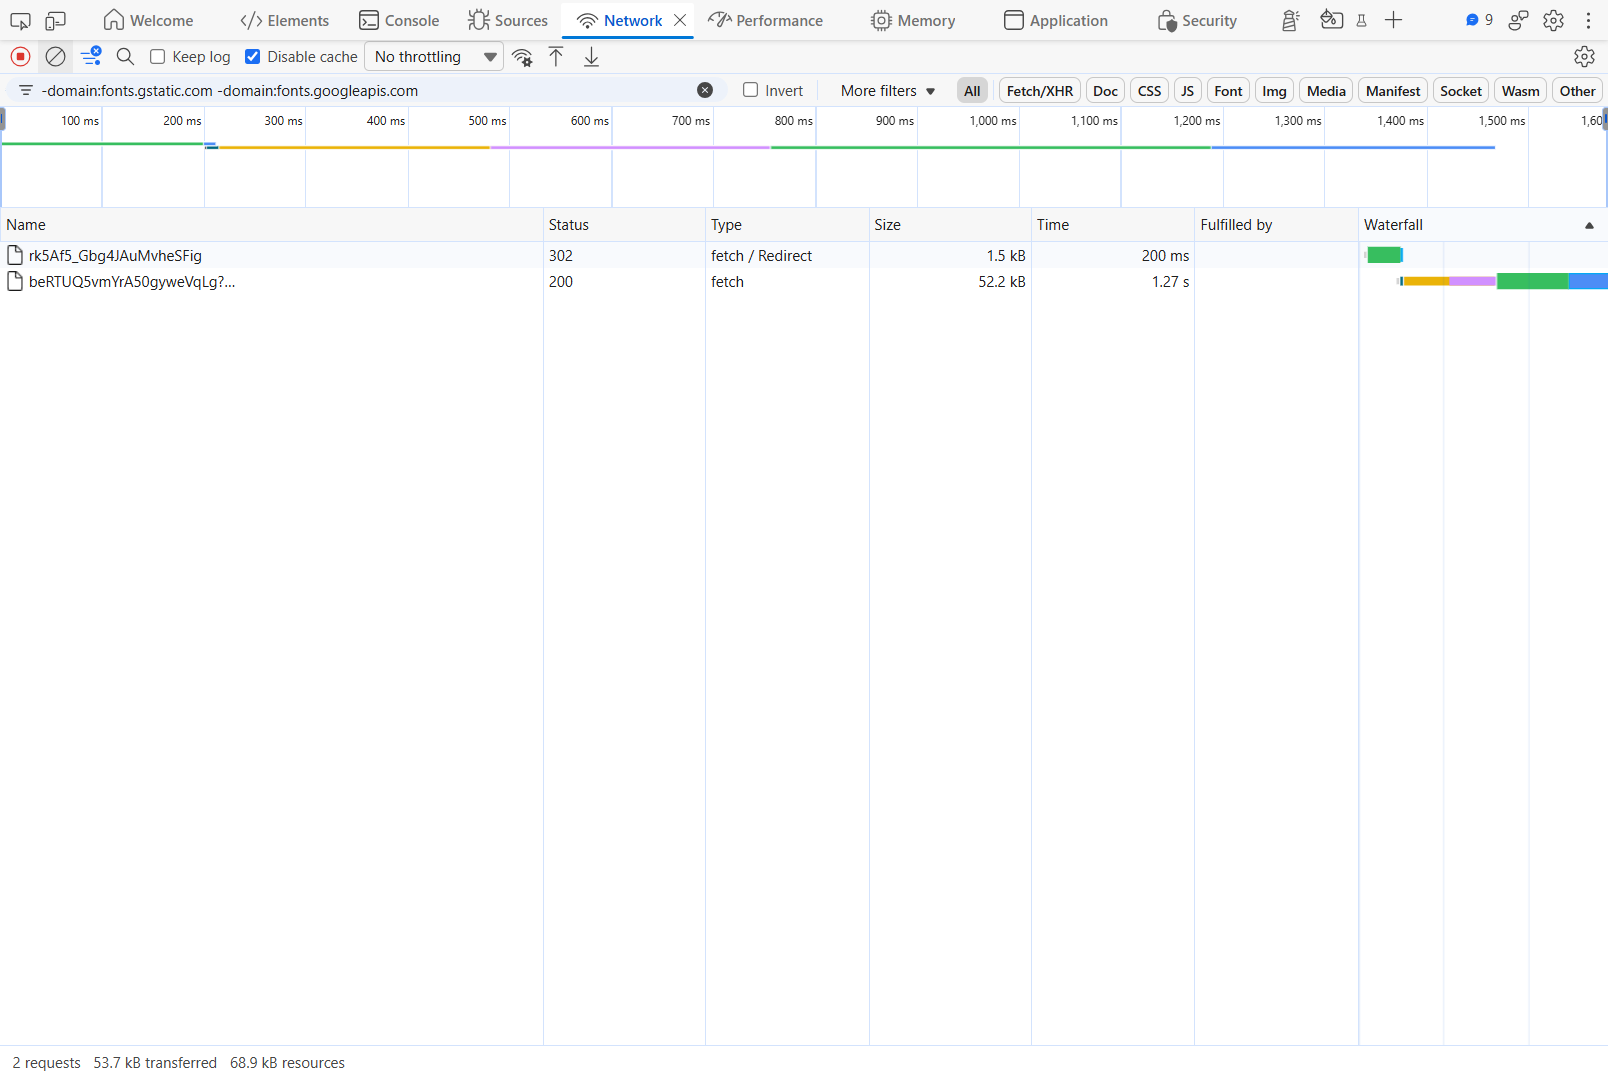 Welcome Elements Console Sources Network Performance Memory Application Security 9
Keep log Disable cache No throttling
-domain:fonts.gstatic.com -domain:fonts.googleapis.com Invert More filters All Fetch/XHR Doc CSS JS Font Img Media Manifest Socket Wasm Other
100 ms 200 ms 300 ms 400 ms 500 ms 600 ms 700 ms 800 ms 900 ms 1,000 ms 1,100 ms 1,200 ms 1,300 ms 1,400 ms 1,500 ms 1,60
Name Status Type Size Time Fulfilled by Waterfall
rk5Af5_Gbg4JAuMvheSFig 302 fetch / Redirect 1.5 kB 200 ms
beRTUQ5vmYrA50gyweVqLg?... 200 fetch 52.2 kB 1.27 s
2 requests 53.7 kB transferred 68.9 kB resources